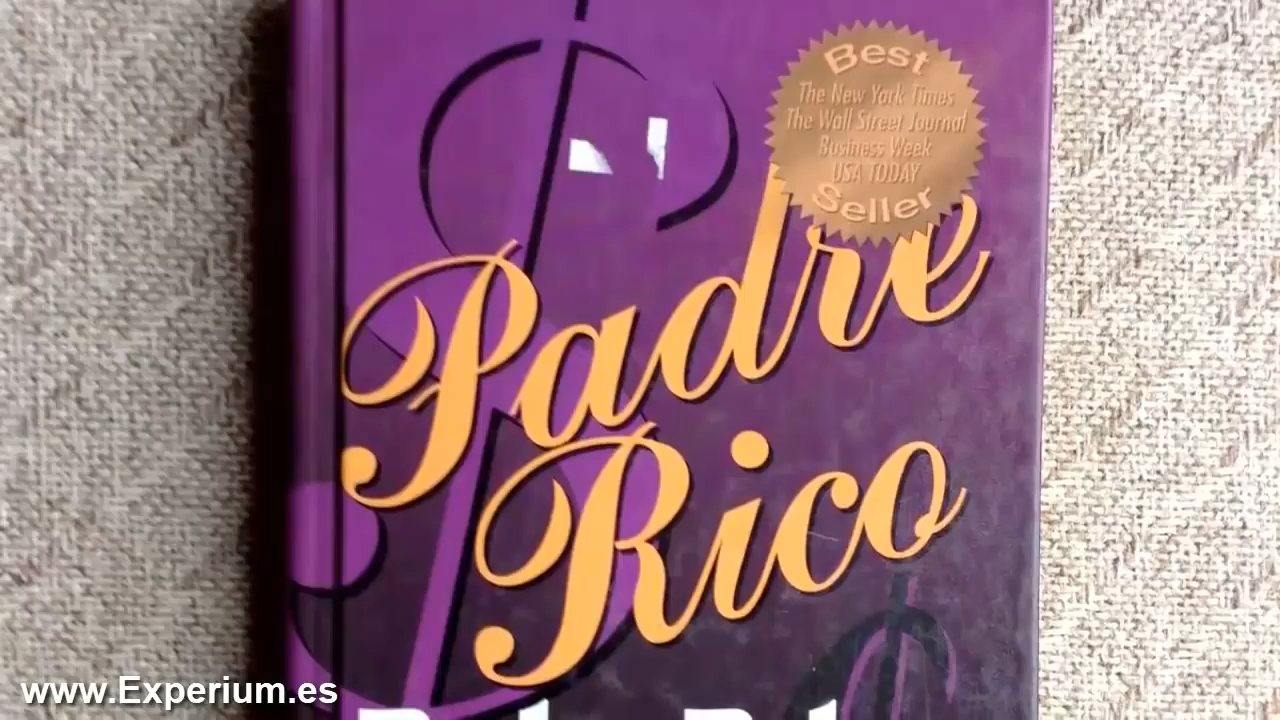 Best
The New York Times
The Wall Street Journal
Business Week
USA TODAY
Seller
Padre
Rico
www.Experium.es